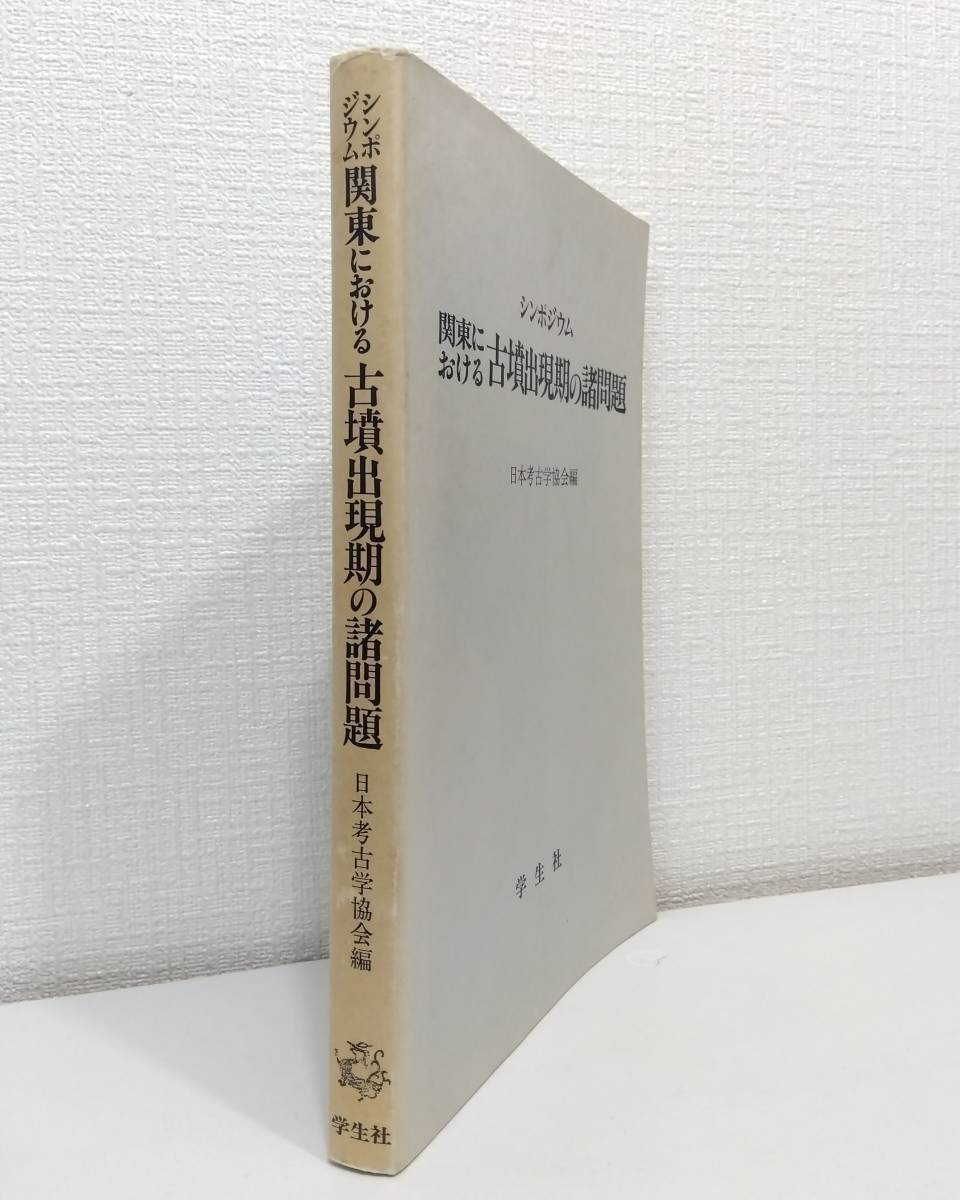 シンポ
ジウム
関東における
古墳出現期の諸問題
日本考古学協会編
学生社
シンポジウム
関東に
おける
古墳出現期の諸問題
日本考古学協会編
学生社